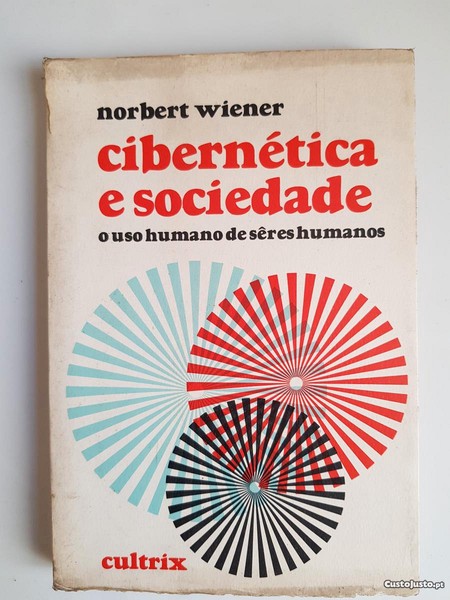 norbert wiener
cibernética
e sociedade
o uso humano de sêres humanos
cultrix
CustoJusto.pt